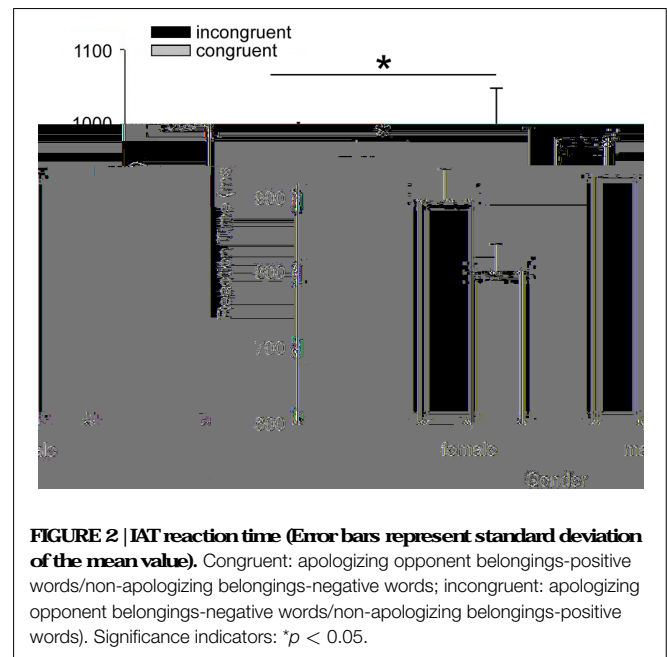 incongruent
congruent
1100
*
1000
900
800
700
600
female
Gender
FIGURE 2 | IAT reaction time (Error bars represent standard deviation
of the mean value). Congruent: apologizing opponent belongings-positive
words/non-apologizing belongings-negative words; incongruent: apologizing
opponent belongings-negative words/non-apologizing belongings-positive
words). Significance indicators: *p < 0.05.